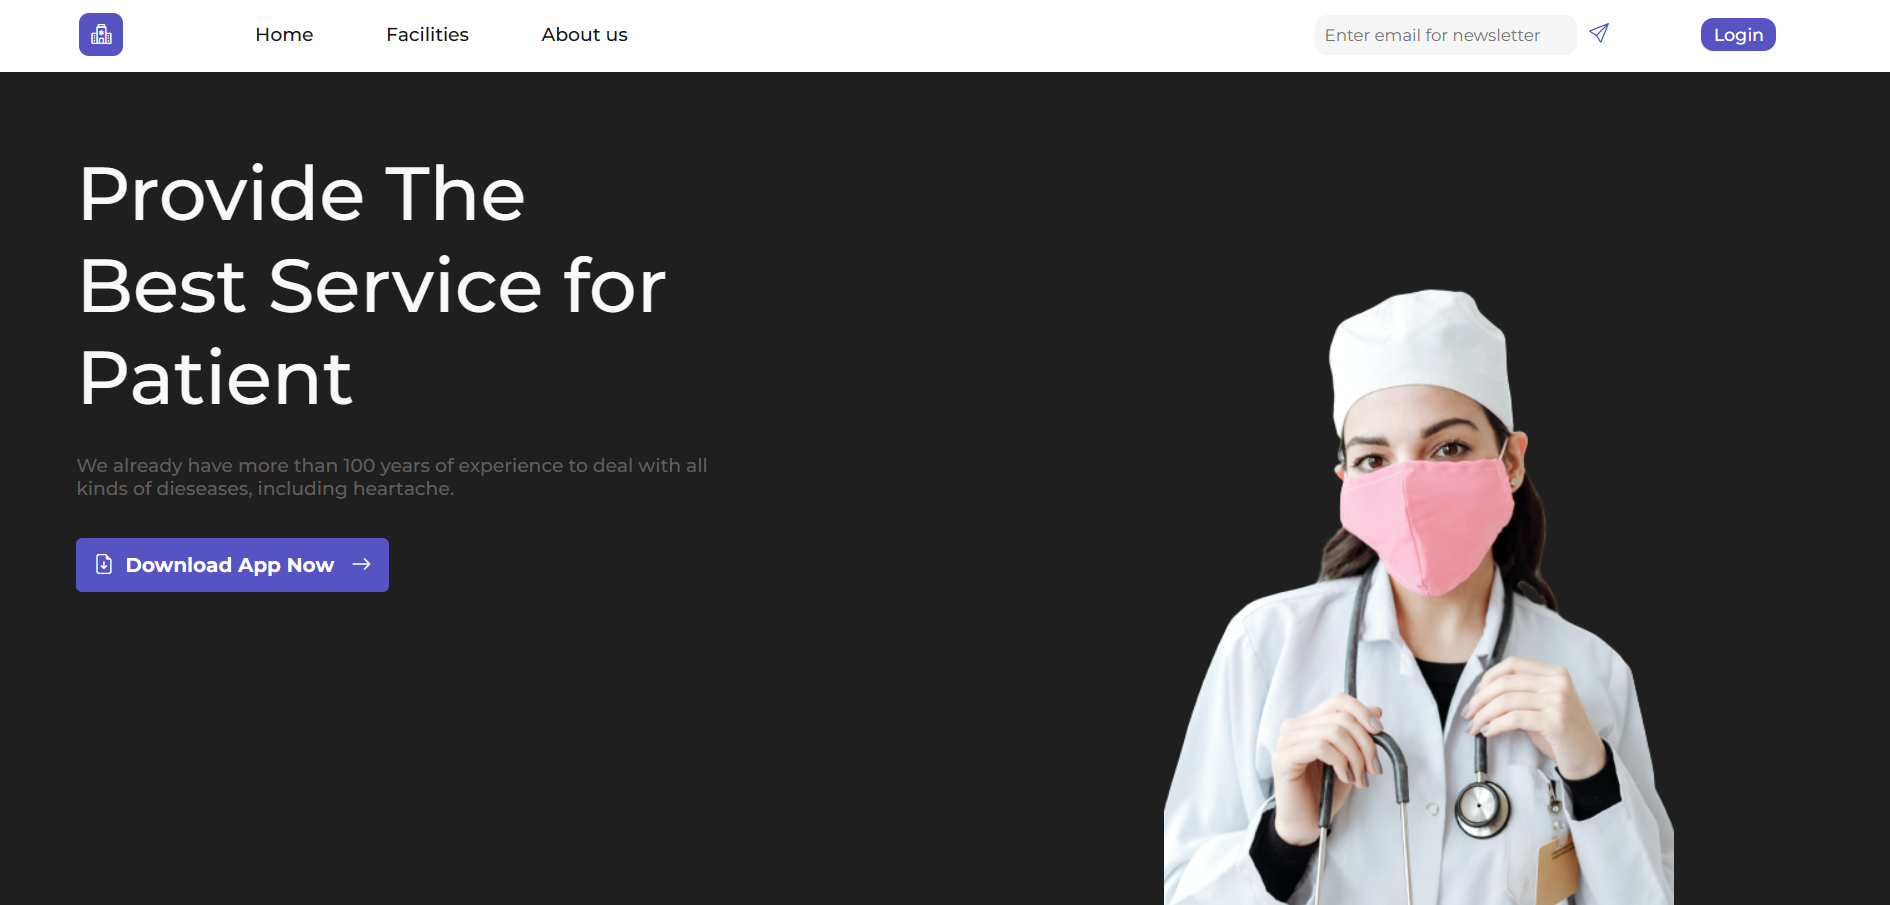 Home
Facilities
About us
Enter email for newsletter
Login
Provide The
Best Service for
Patient
We already have more than 100 years of experience to deal with all
kinds of dieseases, including heartache.
Download App Now